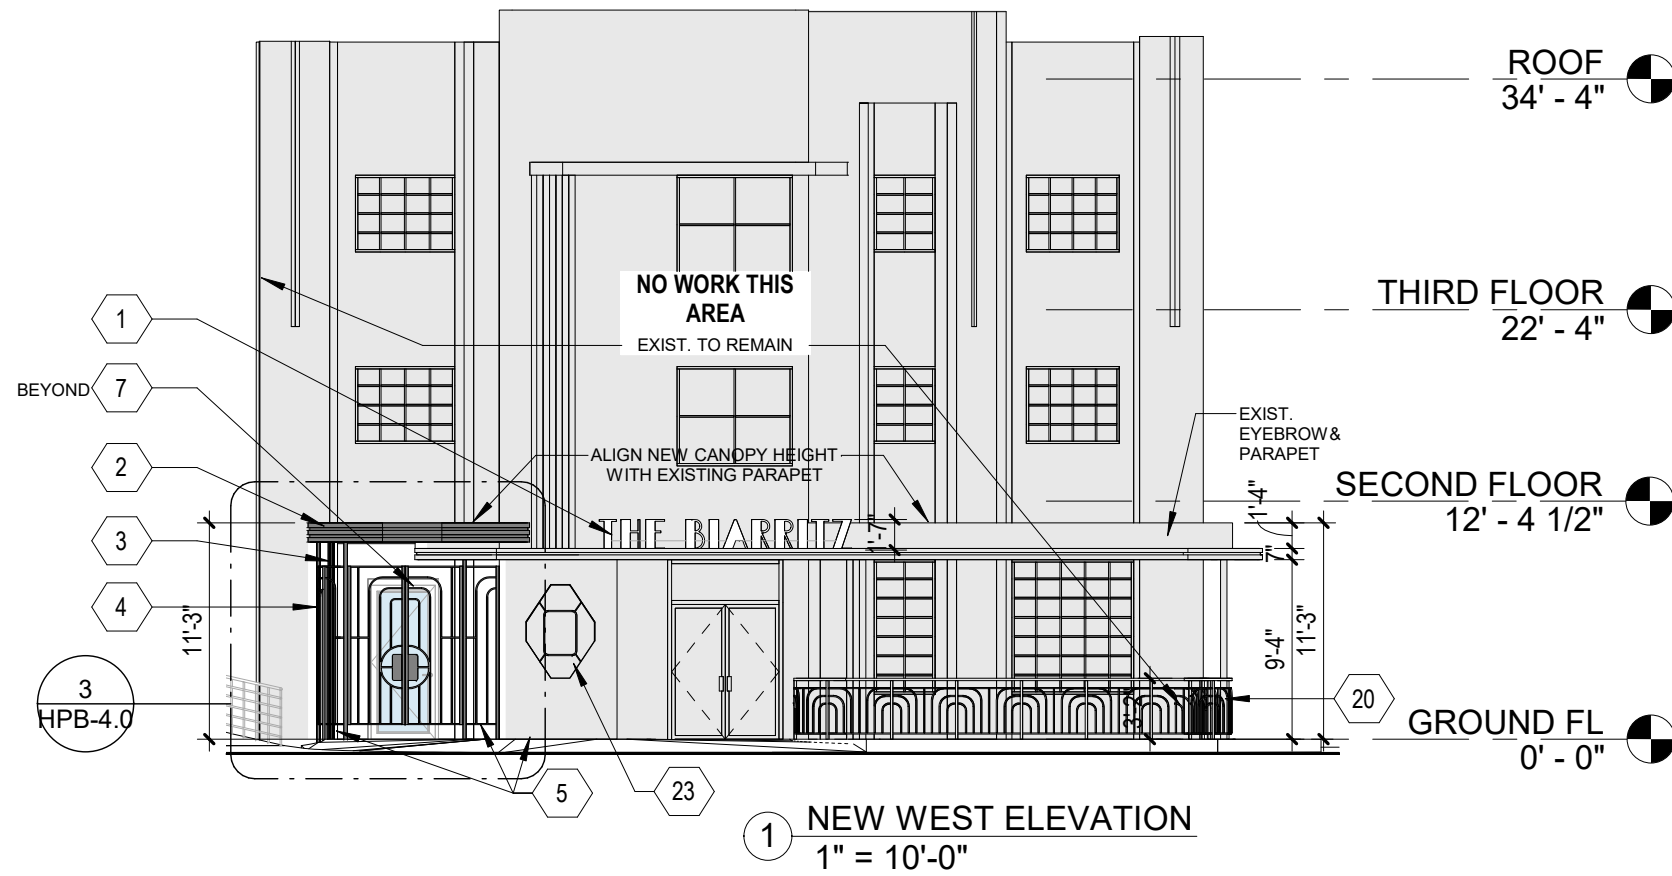 ROOF
34' - 4"
THIRD FLOOR
22' - 4"
NO WORK THIS
AREA
EXIST. TO REMAIN
1
BEYOND
7
2
3
4
EXIST.
EYEBROW &
PARAPET
ALIGN NEW CANOPY HEIGHT
WITH EXISTING PARAPET
SECOND FLOOR
12' - 4 1/2"
THE BIARRITZ
1'-4"
7"
11'-3"
9'-4"
11'-3"
3
HPB-4.0
20
GROUND FL
0' - 0"
5
23
1
NEW WEST ELEVATION
1" = 10'-0"